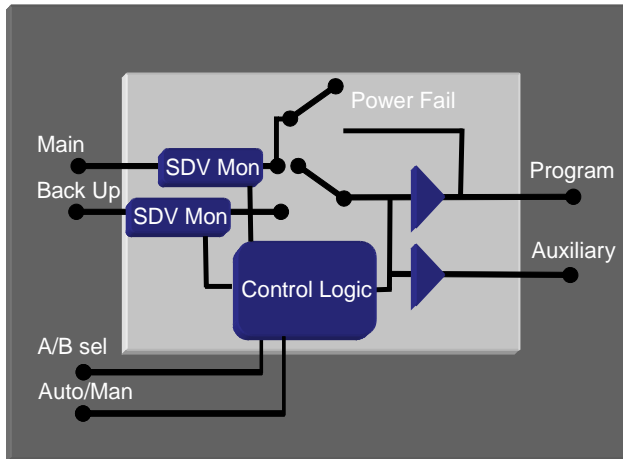 Power Fail
Main
SDV Mon
Back Up
SDV Mon
Program
Auxiliary
Control Logic
A/B sel
Auto/Man